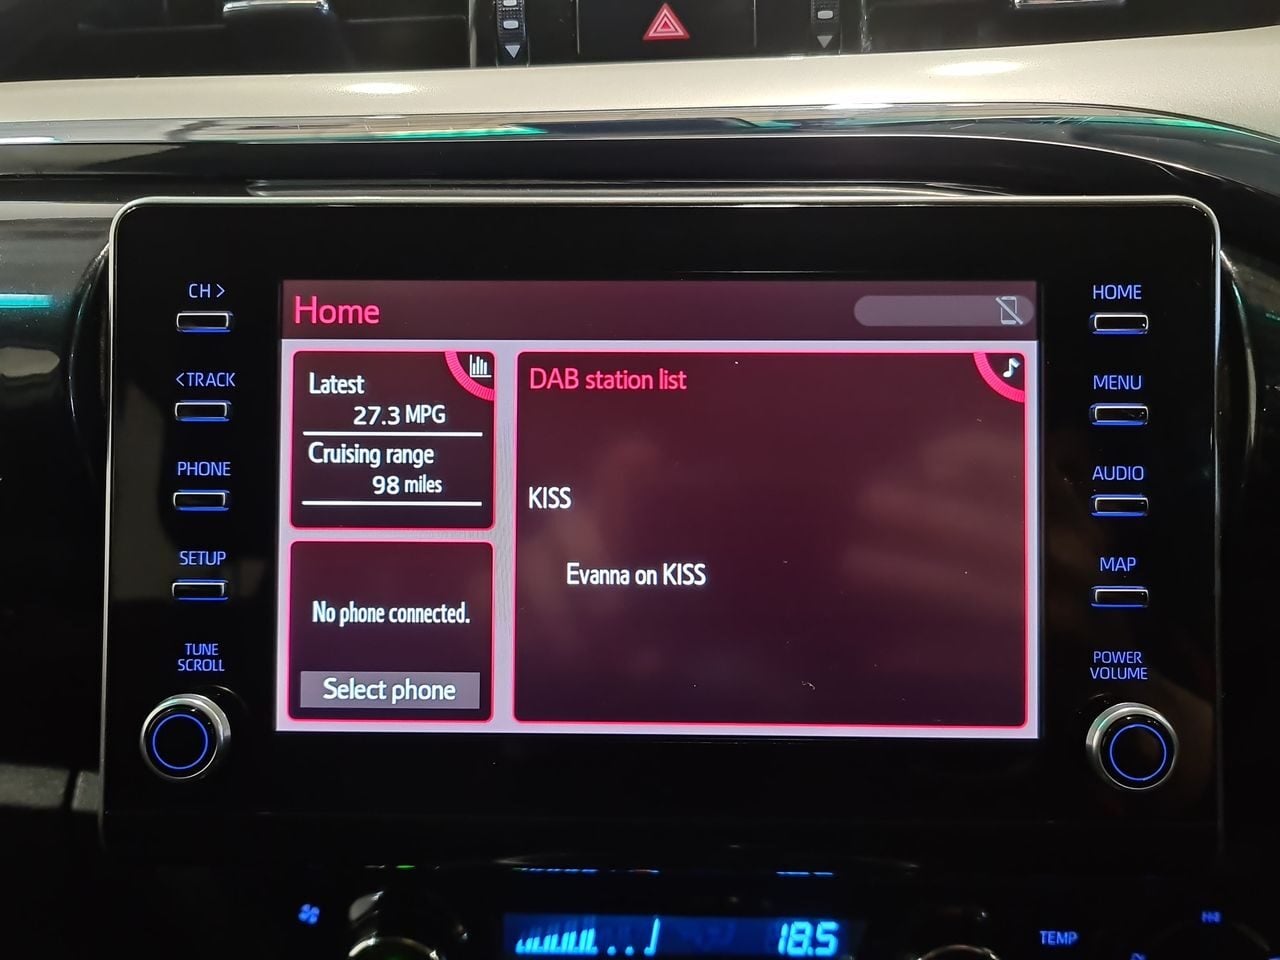 CH >
<TRACK
PHONE
SETUP
TUNE
SCROLL
Home
Latest
27.3 MPG
Cruising range
98 miles
No phone connected.
Select phone
DAB station list
KISS
Evanna on KISS
HOME
MENU
AUDIO
MAP
POWER
VOLUME
18.5
TEMP